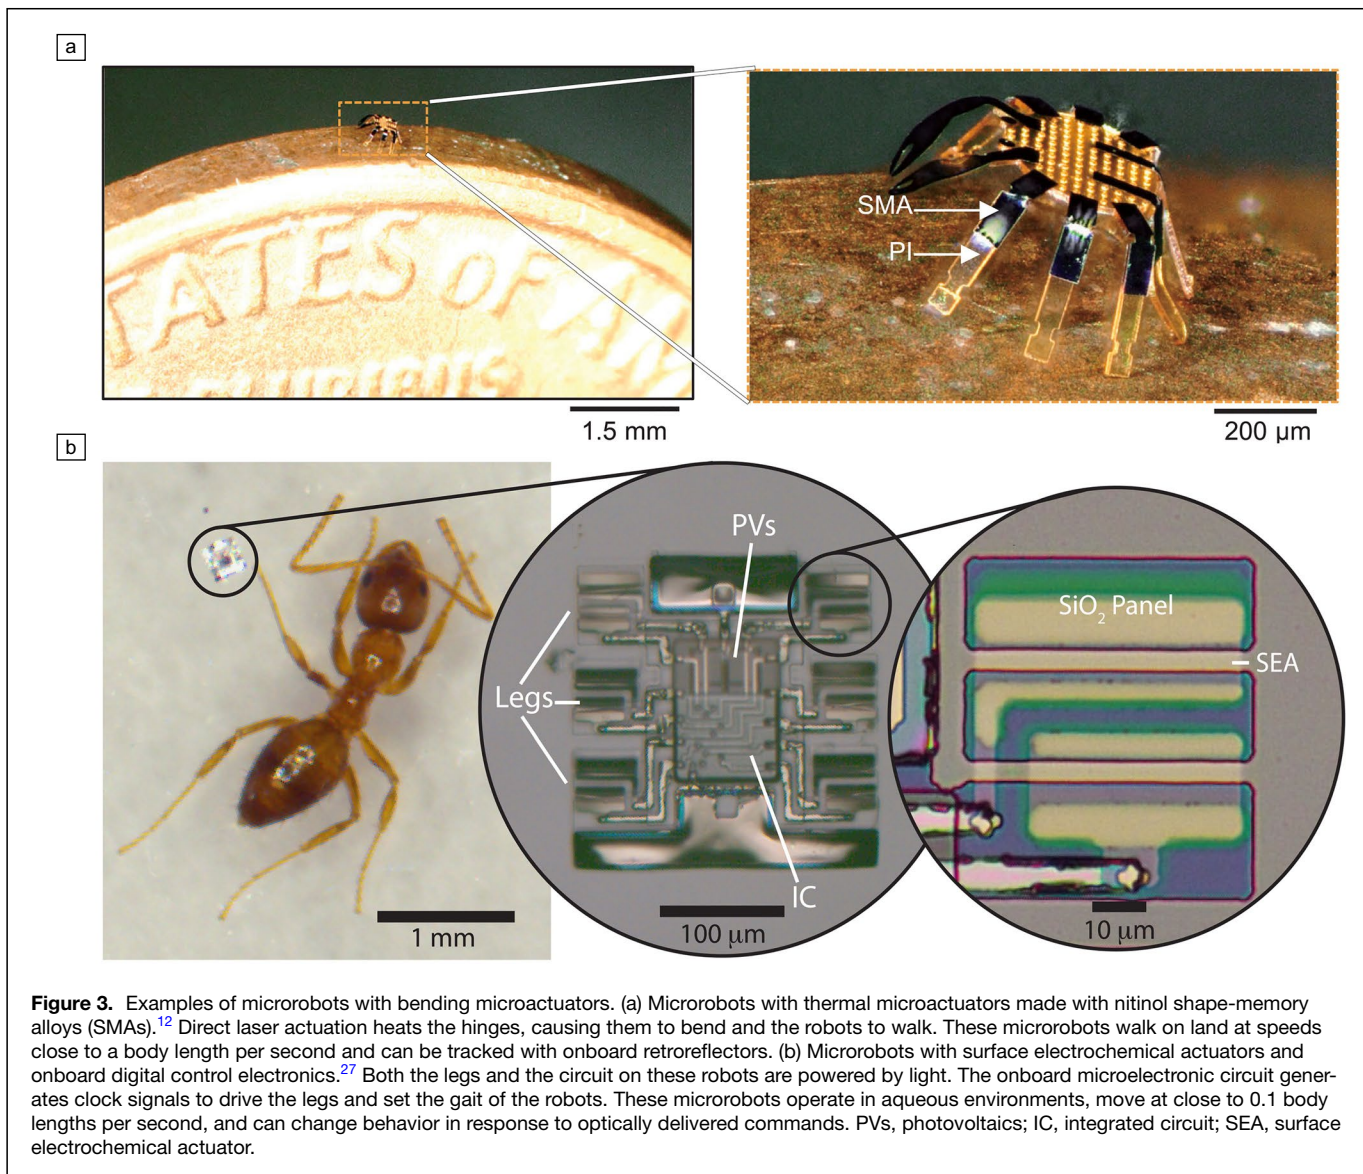 a
TATES OF AM
PLURIBUS
1.5 mm
SMA
PI
200 µm
b
PVs
Legs
IC
100 µm
SiO₂ Panel
SEA
10 µm
1 mm
Figure 3. Examples of microrobots with bending microactuators. (a) Microrobots with thermal microactuators made with nitinol shape-memory
alloys (SMAs).¹² Direct laser actuation heats the hinges, causing them to bend and the robots to walk. These microrobots walk on land at speeds
close to a body length per second and can be tracked with onboard retroreflectors. (b) Microrobots with surface electrochemical actuators and
onboard digital control electronics.²⁷ Both the legs and the circuit on these robots are powered by light. The onboard microelectronic circuit gener-
ates clock signals to drive the legs and set the gait of the robots. These microrobots operate in aqueous environments, move at close to 0.1 body
lengths per second, and can change behavior in response to optically delivered commands. PVs, photovoltaics; IC, integrated circuit; SEA, surface
electrochemical actuator.